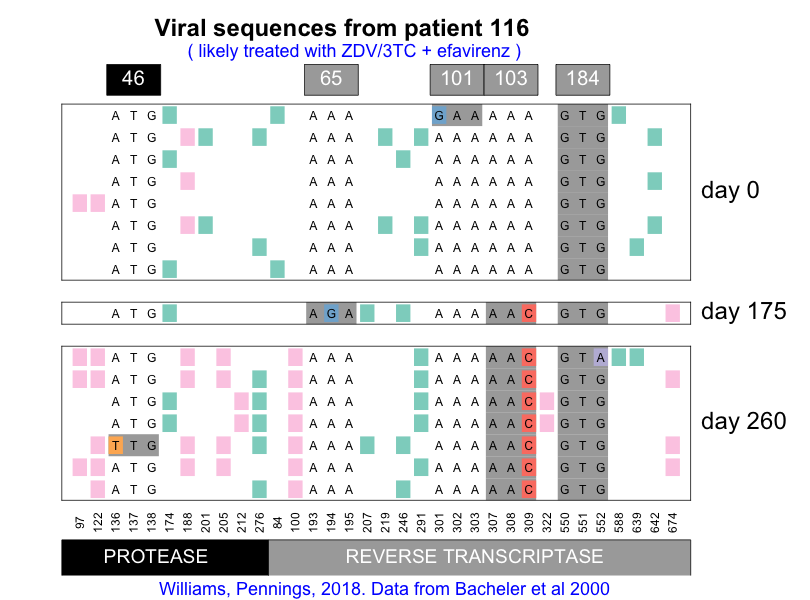 Viral sequences from patient 116
( likely treated with ZDV/3TC + efavirenz )
46 65 101 103 184
A T G A A A G A A A A A G T G
A T G A A A A A A A A A G T G
A T G A A A A A A A A A G T G
A T G A A A A A A A A A G T G
day 0
A T G A A A A A A A A A G T G
A T G A A A A A A A A A G T G
A T G A A A A A A A A A G T G
A T G A A A A A A A A A G T G
A T G A G A A A A A A C G T G day 175
A T G A A A A A A A A C G T A
A T G A A A A A A A A C G T G
A T G A A A A A A A A C G T G
A T G A A A A A A A A C G T G day 260
T T G A A A A A A A A C G T G
A T G A A A A A A A A C G T G
A T G A A A A A A A A C G T G
97 122 136 137 138 174 188 201 205 212 276 84 100 193 194 195 207 219 246 291 301 302 303 307 308 309 322 550 551 552 588 639 642 674
PROTEASE REVERSE TRANSCRIPTASE
Williams, Pennings, 2018. Data from Bacheler et al 2000